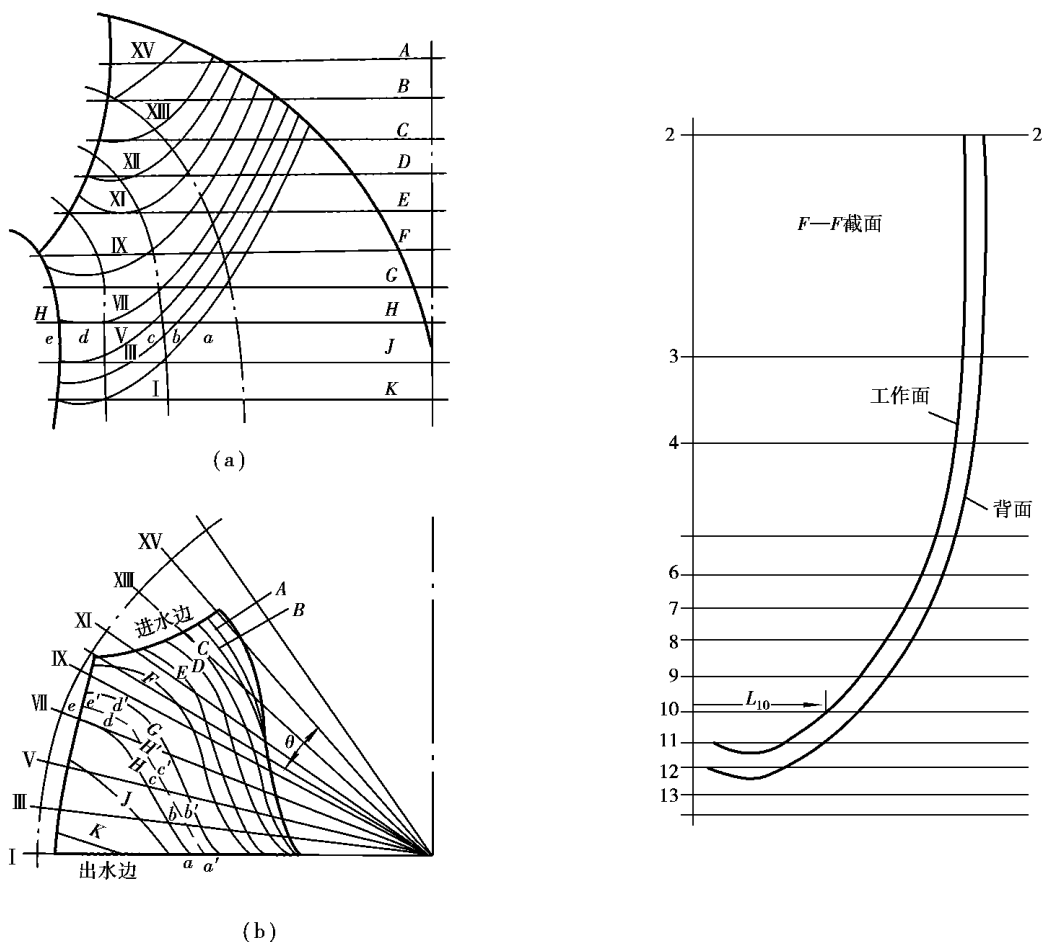 XV
A
B
XIII
C
XII
D
XI
E
IX
F
G
H
VII
H
e
d
V
c
b
a
III
J
I
K
(a)
XV
XIII
A
B
XI
进水边
C
IX
E
D
F
VII
e
e'
d'
d
G
θ
H'
V
H
c
c'
J
III
b
b'
K
I
出水边
a
a'
(b)
2
2
F—F截面
3
工作面
4
背面
6
7
8
9
10
L₁₀
11
12
13